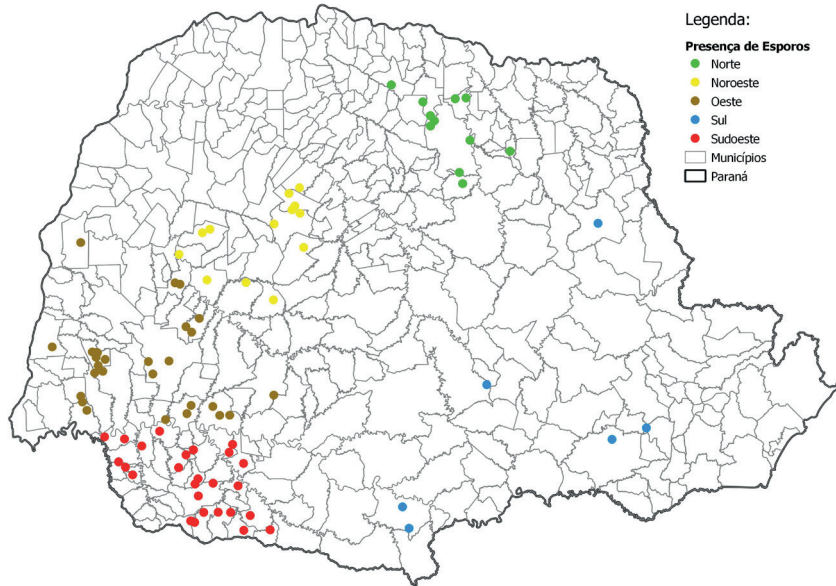 Legenda:
Presença de Esporos
Norte
Noroeste
Oeste
Sul
Sudoeste
Municípios
Paraná